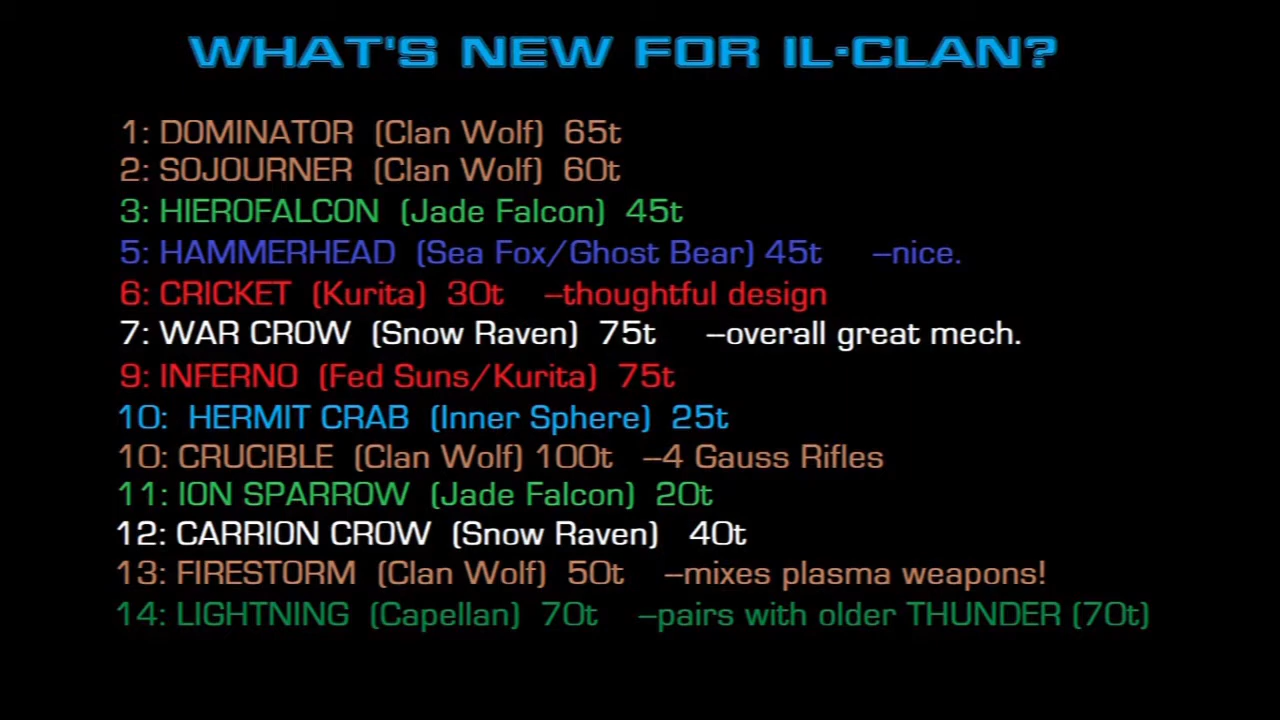 WHAT'S NEW FOR IL-CLAN?
1: DOMINATOR (Clan Wolf) 65t
2: SOJOURNER (Clan Wolf) 60t
3: HIEROFALCON (Jade Falcon) 45t
5: HAMMERHEAD (Sea Fox/Ghost Bear) 45t –nice.
6: CRICKET (Kurita) 30t –thoughtful design
7: WAR CROW (Snow Raven) 75t –overall great mech.
9: INFERNO (Fed Suns/Kurita) 75t
10: HERMIT CRAB (Inner Sphere) 25t
10: CRUCIBLE (Clan Wolf) 100t –4 Gauss Rifles
11: ION SPARROW (Jade Falcon) 20t
12: CARRION CROW (Snow Raven) 40t
13: FIRESTORM (Clan Wolf) 50t –mixes plasma weapons!
14: LIGHTNING (Capellan) 70t –pairs with older THUNDER (70t)